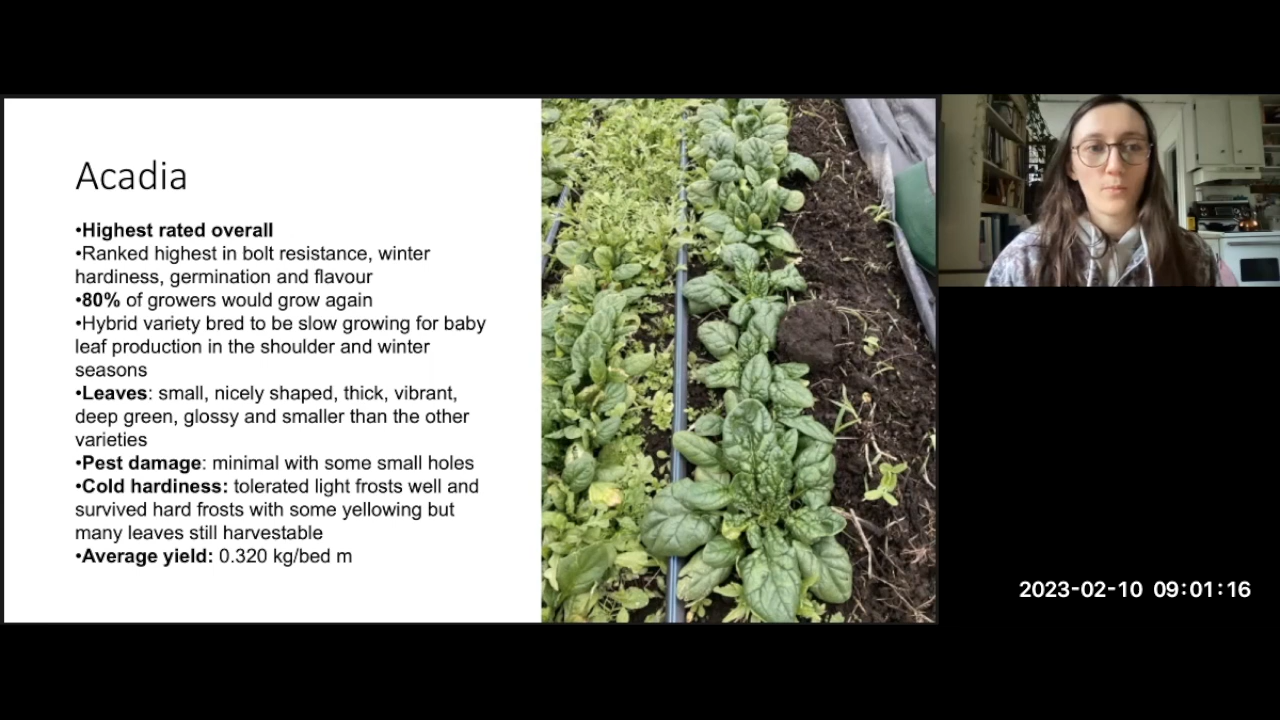 Acadia
•Highest rated overall
•Ranked highest in bolt resistance, winter
hardiness, germination and flavour
•80% of growers would grow again
•Hybrid variety bred to be slow growing for baby
leaf production in the shoulder and winter
seasons
•Leaves: small, nicely shaped, thick, vibrant,
deep green, glossy and smaller than the other
varieties
•Pest damage: minimal with some small holes
•Cold hardiness: tolerated light frosts well and
survived hard frosts with some yellowing but
many leaves still harvestable
•Average yield: 0.320 kg/bed m
2023-02-10 09:01:16